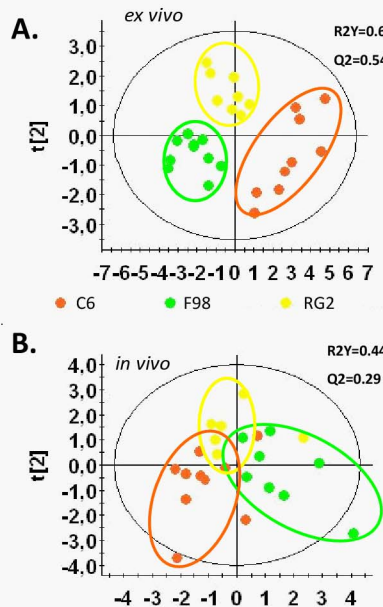 A. ex vivo
R2Y=0.6
Q2=0.54
3,0
2,0
1,0
0,0
-1,0
-2,0
-3,0
t[2]
-7-6-5-4-3-2-1 0 1 2 3 4 5 6 7
C6 F98 RG2
B. in vivo
R2Y=0.44
Q2=0.29
4,0
3,0
2,0
1,0
0,0
-1,0
-2,0
-3,0
-4,0
t[2]
-4 -3 -2 -1 0 1 2 3 4